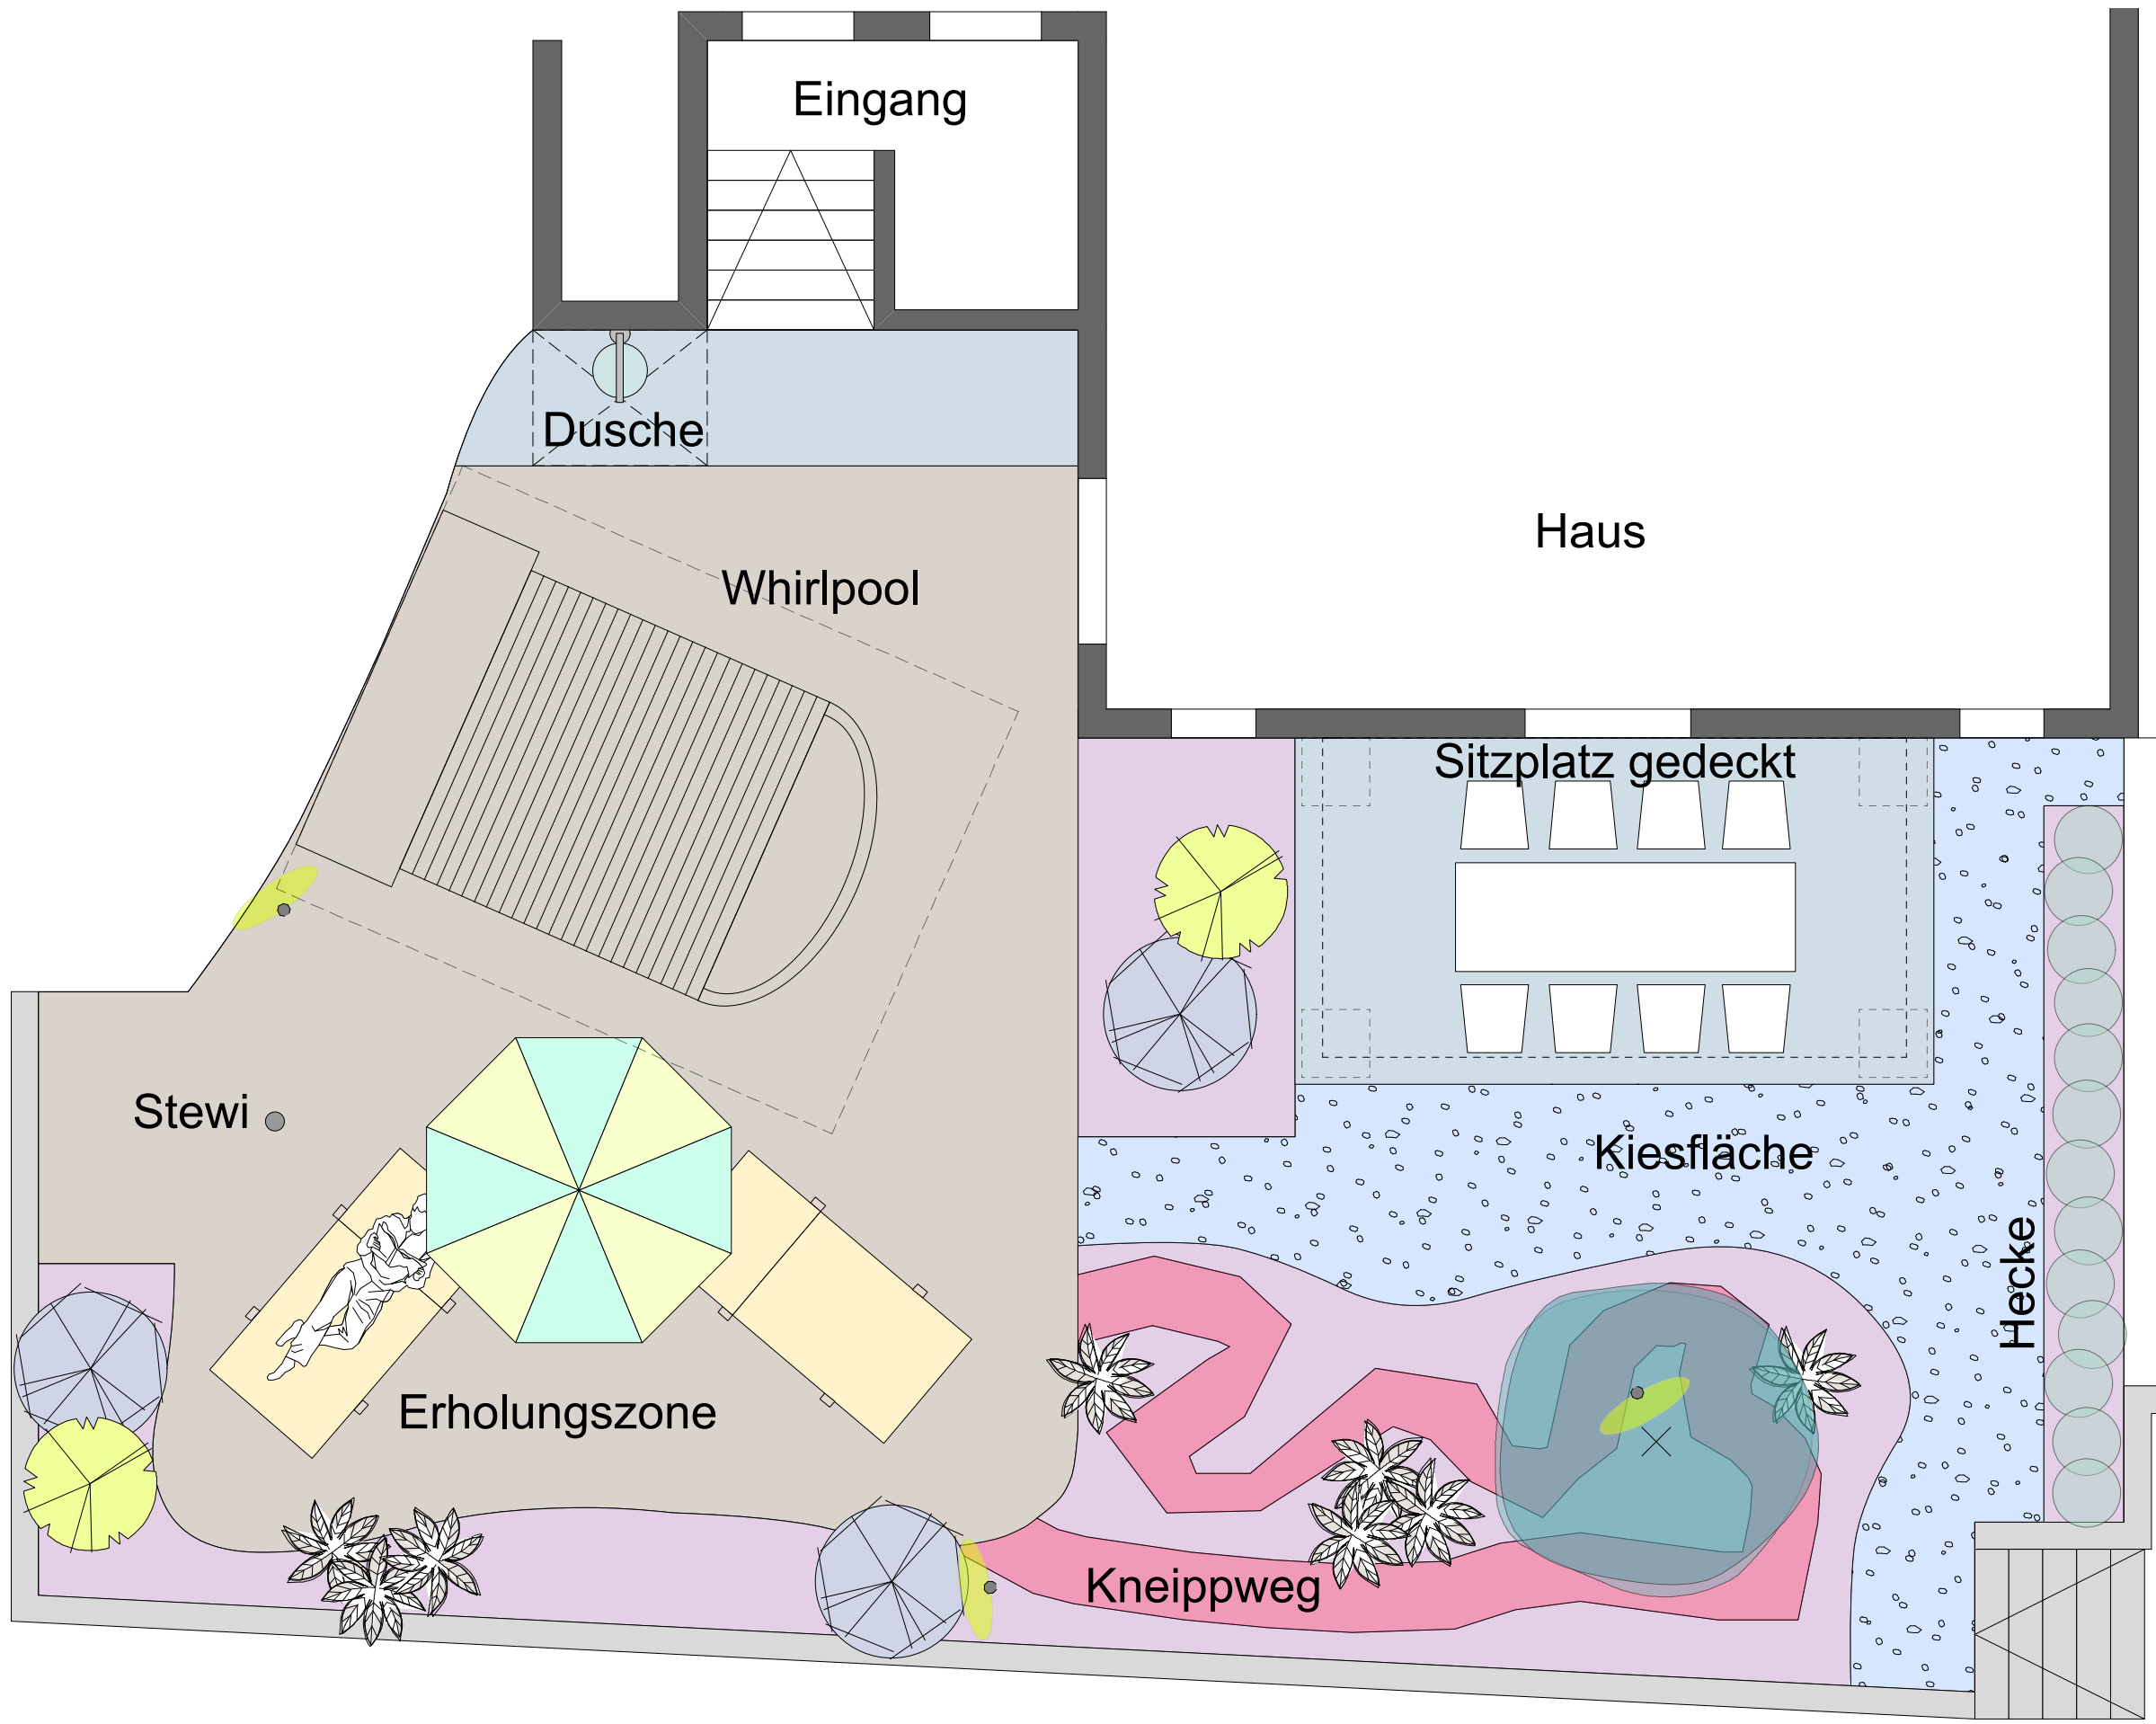 Eingang
Dusche
Haus
Whirlpool
Sitzplatz gedeckt
Stewi
Kiesfläche
Hecke
Erholungszone
Kneippweg